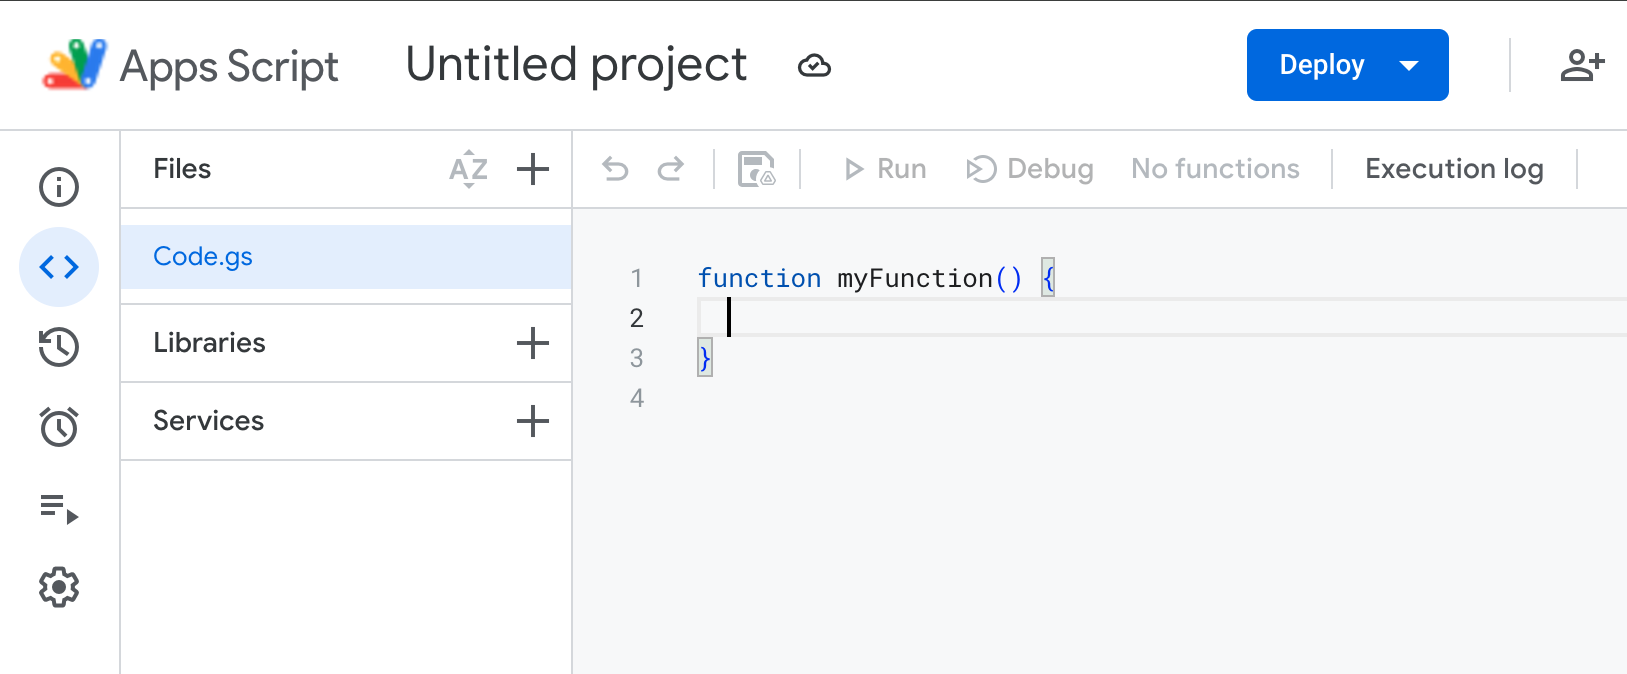 Apps Script Untitled project Deploy
Files AZ Run Debug No functions Execution log
Code.gs
Libraries
Services
1 function myFunction() {
2
3 }
4